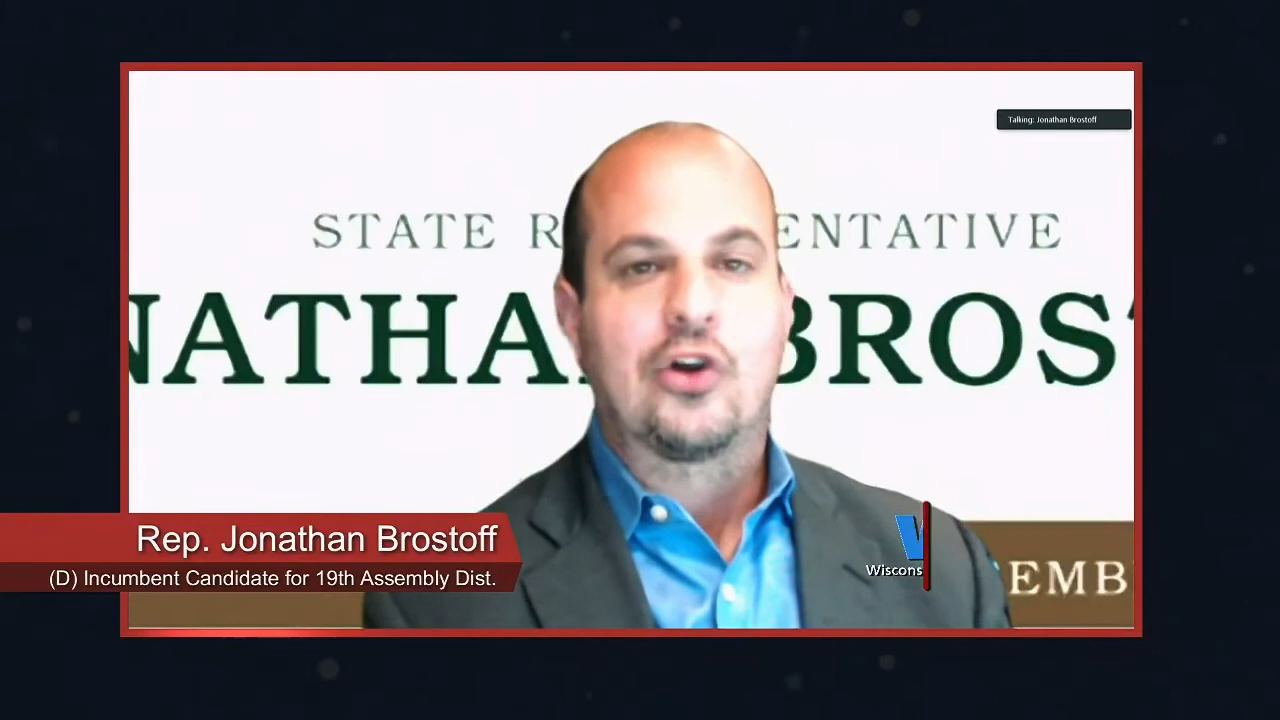 Talking: Jonathan Brostoff
STATE R ENTATIVE
NATHA BROS
Rep. Jonathan Brostoff
(D) Incumbent Candidate for 19th Assembly Dist.
Wiscons
EMB